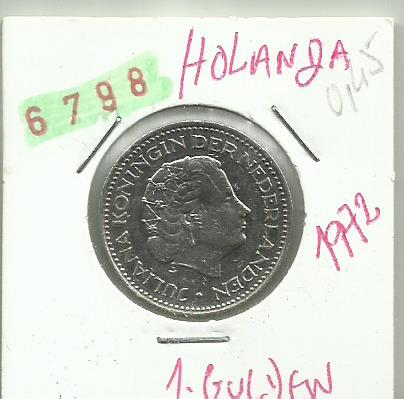 6798
HOLANDA
0,45
JULIANA KONINGIN DER NEDERLANDEN
1972
1. GULDEN